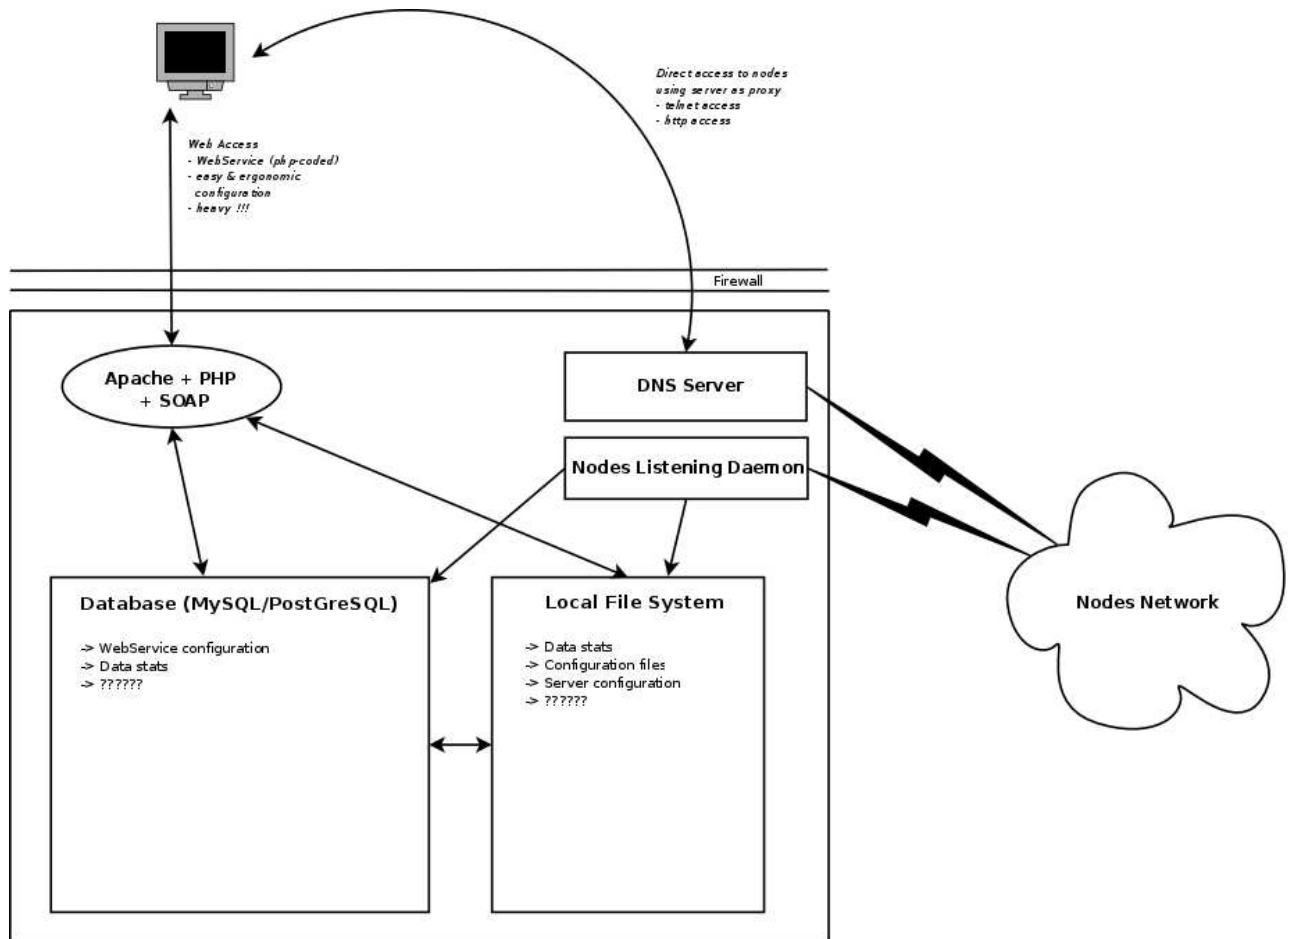 Direct access to nodes
using server as proxy
- telnet access
- http access
Web Access
- WebService (php-coded)
- easy & ergonomic
configuration
- heavy !!!
Firewall
Apache + PHP
+ SOAP
DNS Server
Nodes Listening Daemon
Database (MySQL/PostGreSQL)
-> WebService configuration
-> Data stats
-> ??????
Local File System
-> Data stats
-> Configuration files
-> Server configuration
-> ??????
Nodes Network